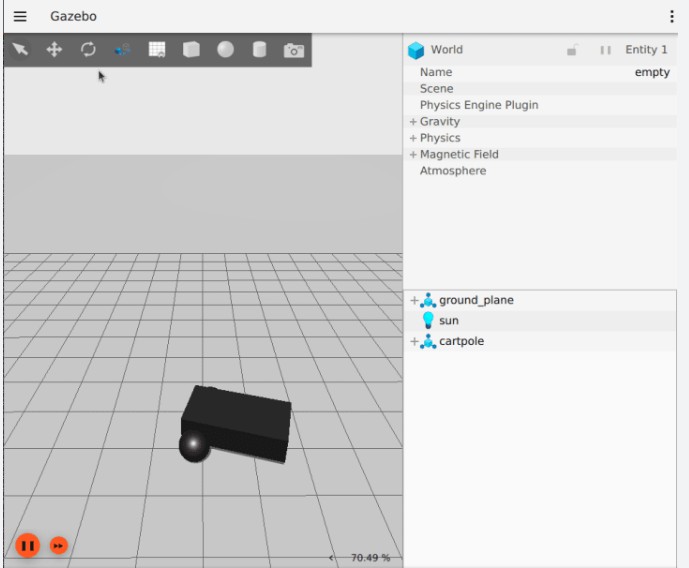 Gazebo
World
Entity 1
Name
empty
Scene
Physics Engine Plugin
+ Gravity
+ Physics
+ Magnetic Field
Atmosphere
+ ground_plane
sun
+ cartpole
< 70.49 %